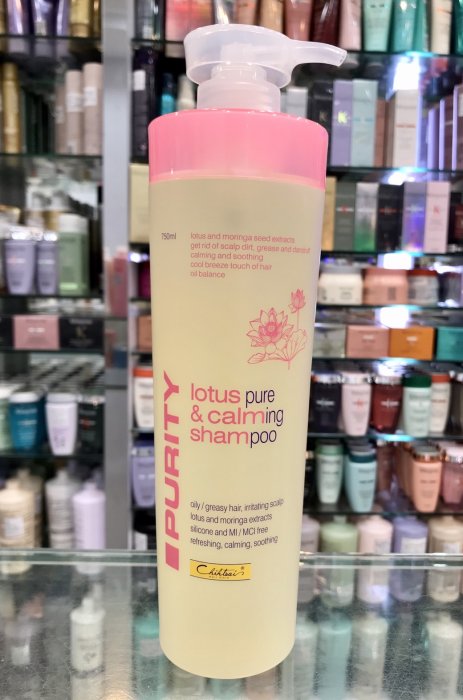 750ml
lotus and moringa seed extracts
get rid of scalp dirt, grease and dandruff
calming and soothing
cool breeze touch of hair
oil balance
PURITY
lotus pure
& calming
shampoo
oily / greasy hair, irritating scalp
lotus and moringa extracts
silicone and MI / MCI free
refreshing, calming, soothing
Chihtsai